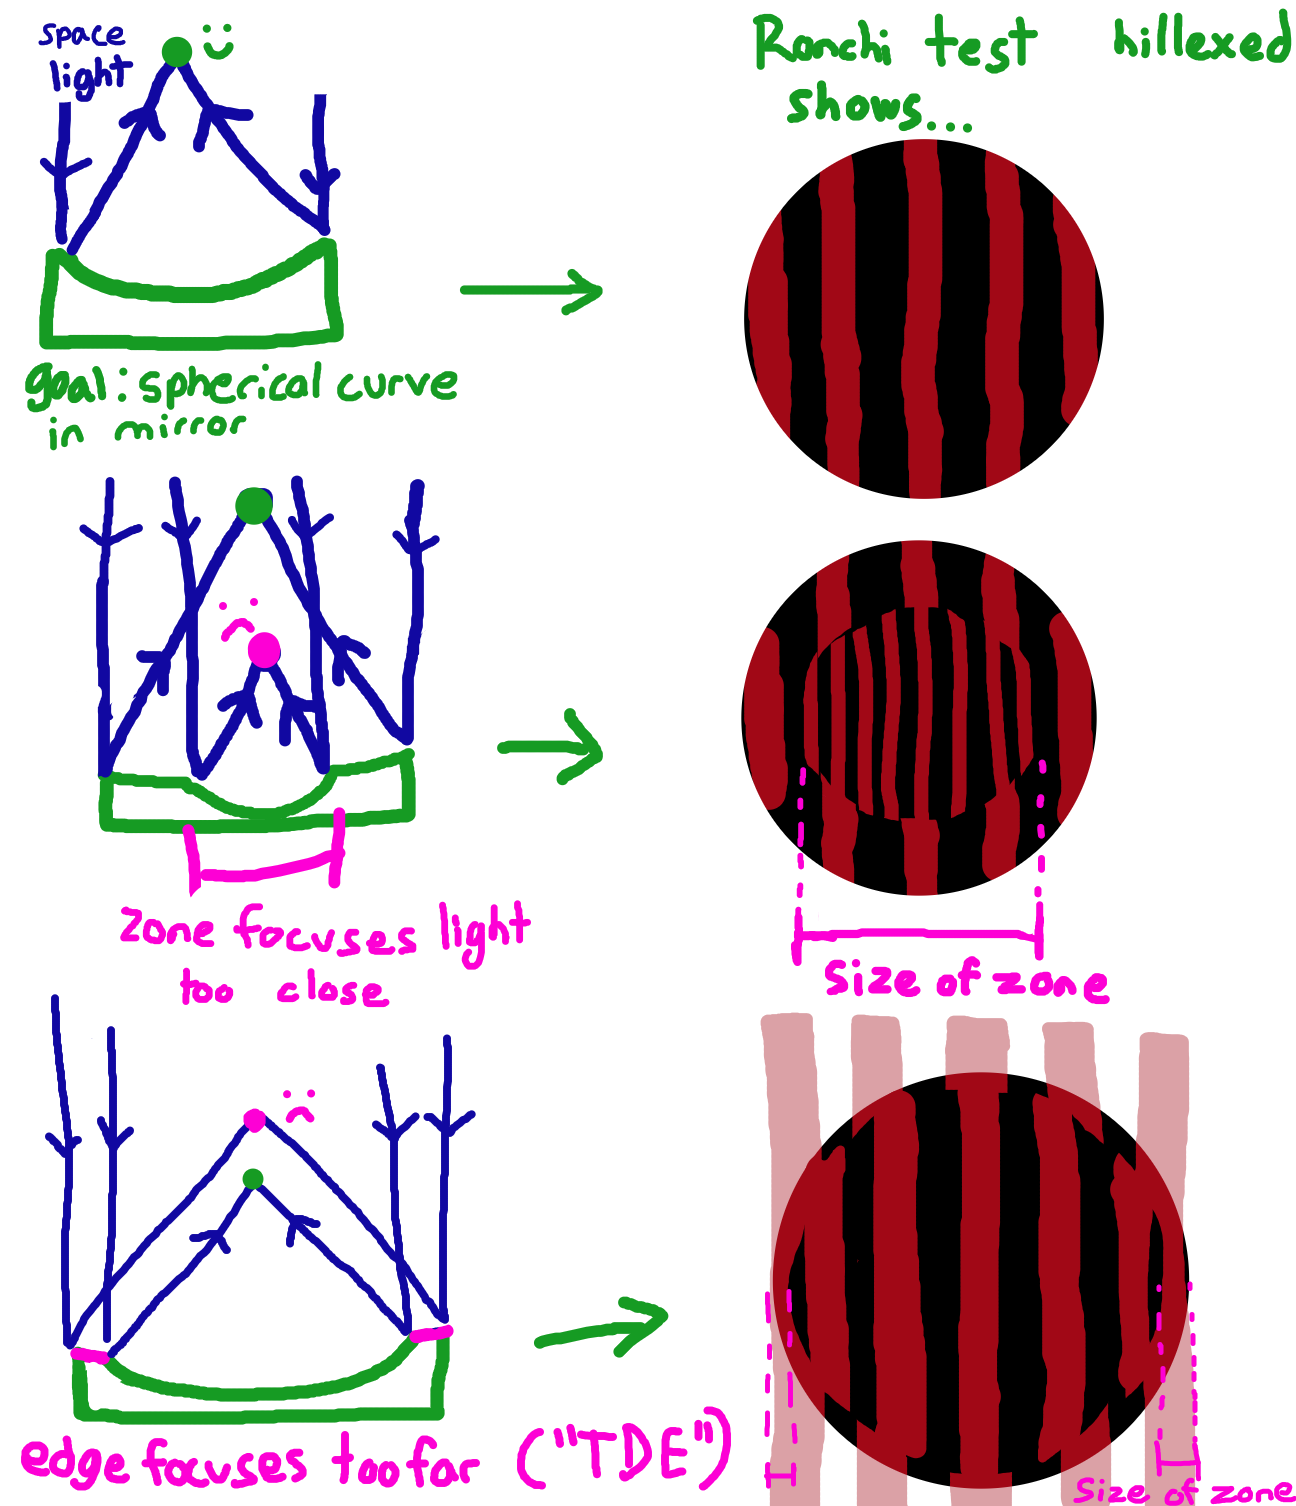 space
light
Ronchi test hillexed
shows...
goal: spherical curve
in mirror
zone focuses light
too close
Size of zone
edge focuses too far ("TDE")
Size of zone